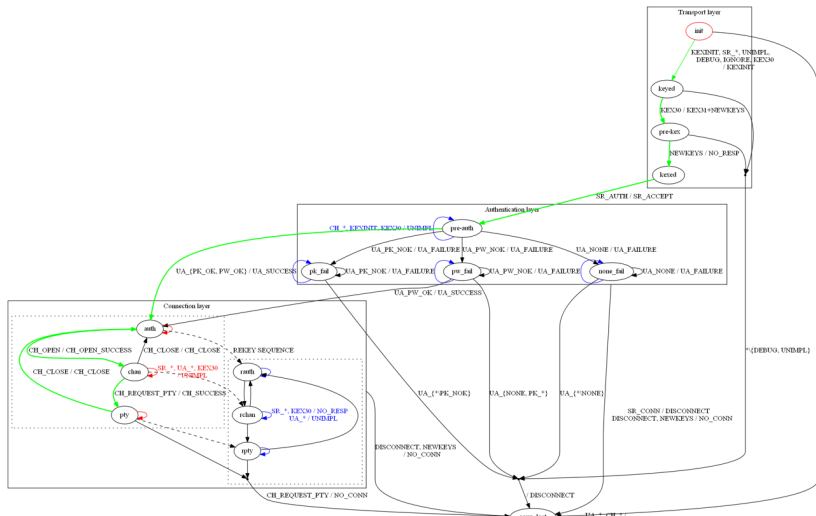 Transport layer
init
KEXINIT, SR_*, UNIMPL,
DEBUG, IGNORE, KEX30
/ KEXINIT
keyed
KEX30 / KEX31+NEWKEYS
pre-kex
NEWKEYS / NO_RESP
kexed
SR_AUTH / SR_ACCEPT
Authentication layer
pre-auth
CH_*, KEXINIT, KEX30 / UNIMPL
UA_PK_NOK / UA_FAILURE
UA_PW_NOK / UA_FAILURE
UA_NONE / UA_FAILURE
pk_fail
UA_PK_NOK / UA_FAILURE
pw_fail
UA_PW_NOK / UA_FAILURE
none_fail
UA_NONE / UA_FAILURE
UA_{PK_OK, PW_OK} / UA_SUCCESS
UA_PW_OK / UA_SUCCESS
Connection layer
auth
CH_OPEN / CH_OPEN_SUCCESS
CH_CLOSE / CH_CLOSE
REKEY SEQUENCE
*\{DEBUG, UNIMPL}
chan
SR_*, UA_*, KEX30
/ UNIMPL
CH_CLOSE / CH_CLOSE
rauth
CH_REQUEST_PTY / CH_SUCCESS
UA_{*\PK_NOK}
UA_{NONE, PK_*}
UA_{*\NONE}
pty
rchan
SR_*, KEX30 / NO_RESP
UA_* / UNIMPL
SR_CONN / DISCONNECT
DISCONNECT, NEWKEYS / NO_CONN
rpty
DISCONNECT, NEWKEYS
/ NO_CONN
CH_REQUEST_PTY / NO_CONN
/ DISCONNECT